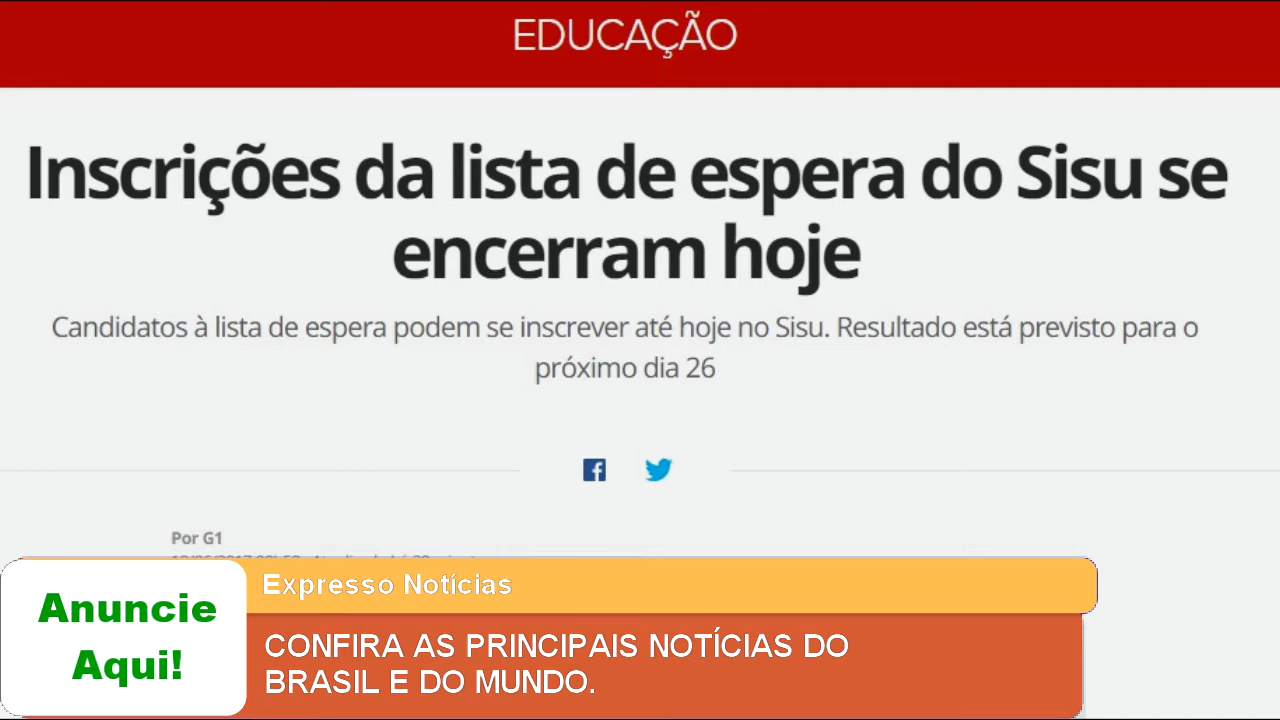 EDUCAÇÃO
Inscrições da lista de espera do Sisu se
encerram hoje
Candidatos à lista de espera podem se inscrever até hoje no Sisu. Resultado está previsto para o
próximo dia 26
Por G1
Expresso Notícias
Anuncie
Aqui!
CONFIRA AS PRINCIPAIS NOTÍCIAS DO
BRASIL E DO MUNDO.